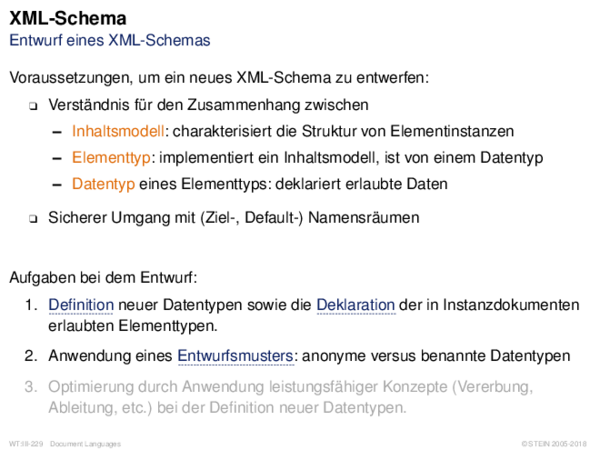 XML-Schema
Entwurf eines XML-Schemas
Voraussetzungen, um ein neues XML-Schema zu entwerfen:
❑ Verständnis für den Zusammenhang zwischen
– Inhaltsmodell: charakterisiert die Struktur von Elementinstanzen
– Elementtyp: implementiert ein Inhaltsmodell, ist von einem Datentyp
– Datentyp eines Elementtyps: deklariert erlaubte Daten
❑ Sicherer Umgang mit (Ziel-, Default-) Namensräumen
Aufgaben bei dem Entwurf:
1. Definition neuer Datentypen sowie die Deklaration der in Instanzdokumenten
erlaubten Elementtypen.
2. Anwendung eines Entwurfsmusters: anonyme versus benannte Datentypen
3. Optimierung durch Anwendung leistungsfähiger Konzepte (Vererbung,
Ableitung, etc.) bei der Definition neuer Datentypen.
WT:III-229 Document Languages © STEIN 2005-2018